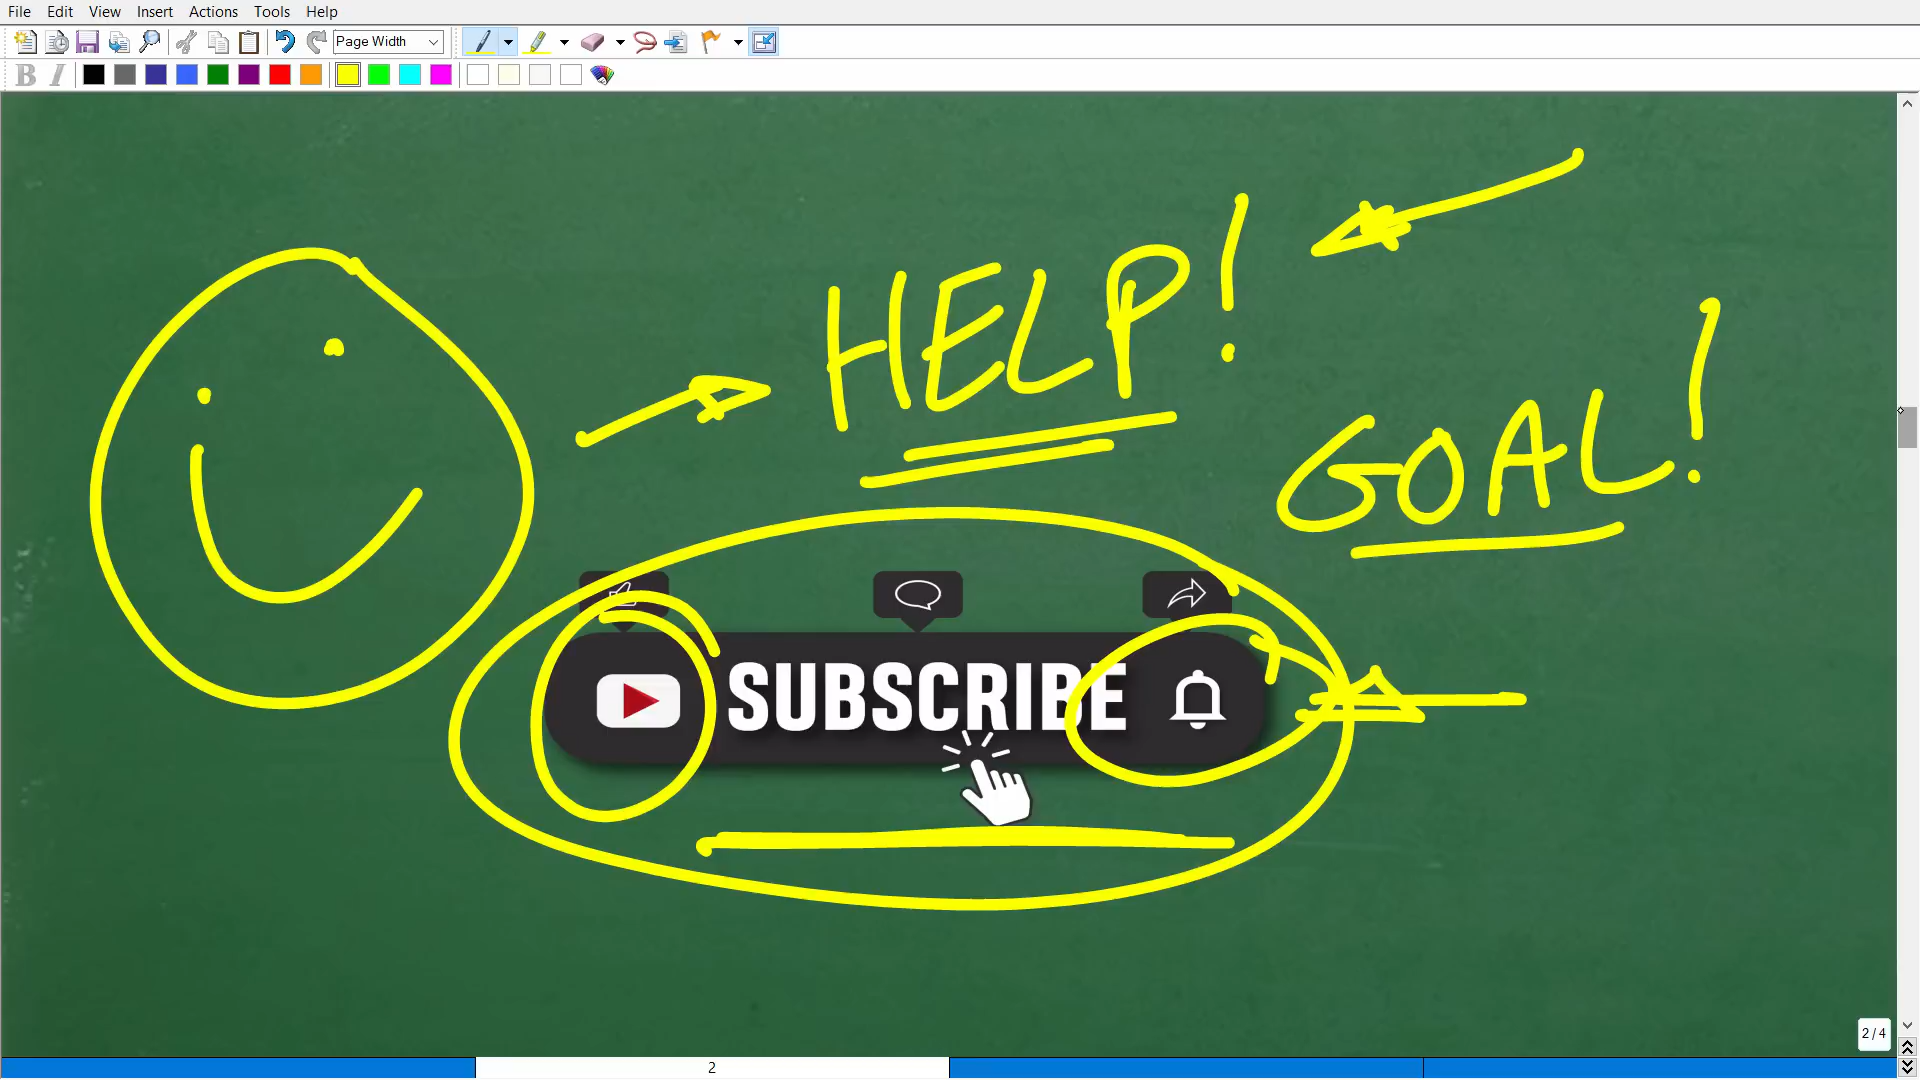 File Edit View Insert Actions Tools Help
Page Width
B I
HELP!
GOAL!
SUBSCRIBE
2 / 4
2